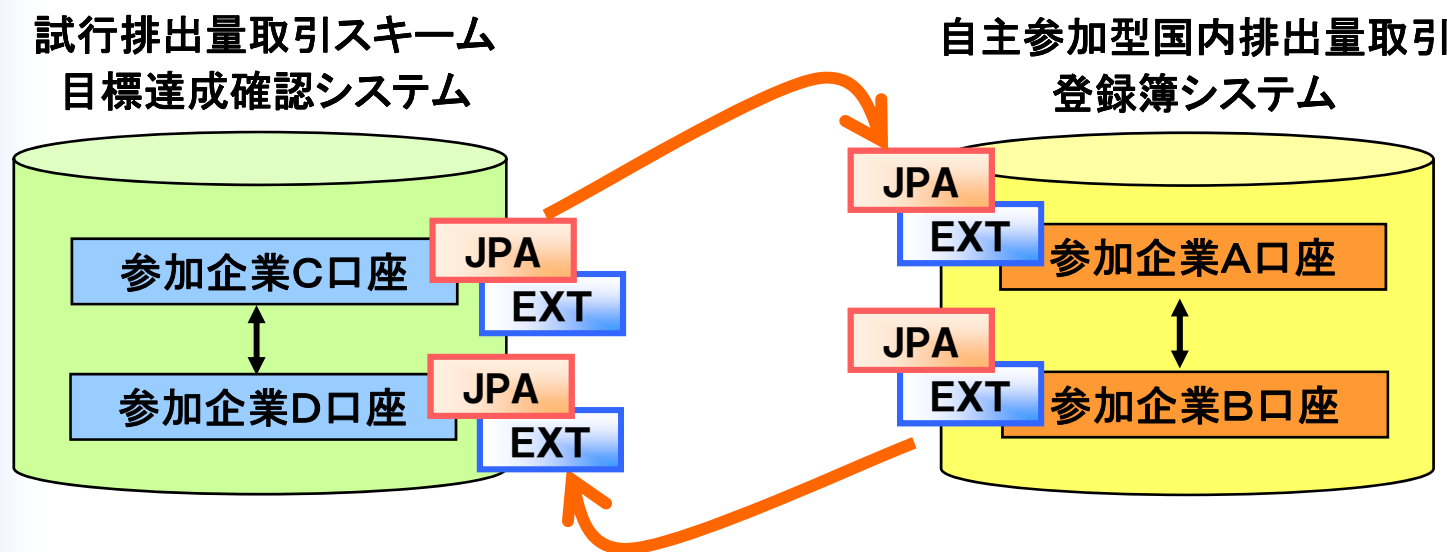 試行排出量取引スキーム
目標達成確認システム
参加企業C口座
JPA
EXT
参加企業D口座
JPA
EXT
自主参加型国内排出量取引
登録簿システム
JPA
EXT
参加企業A口座
JPA
EXT
参加企業B口座